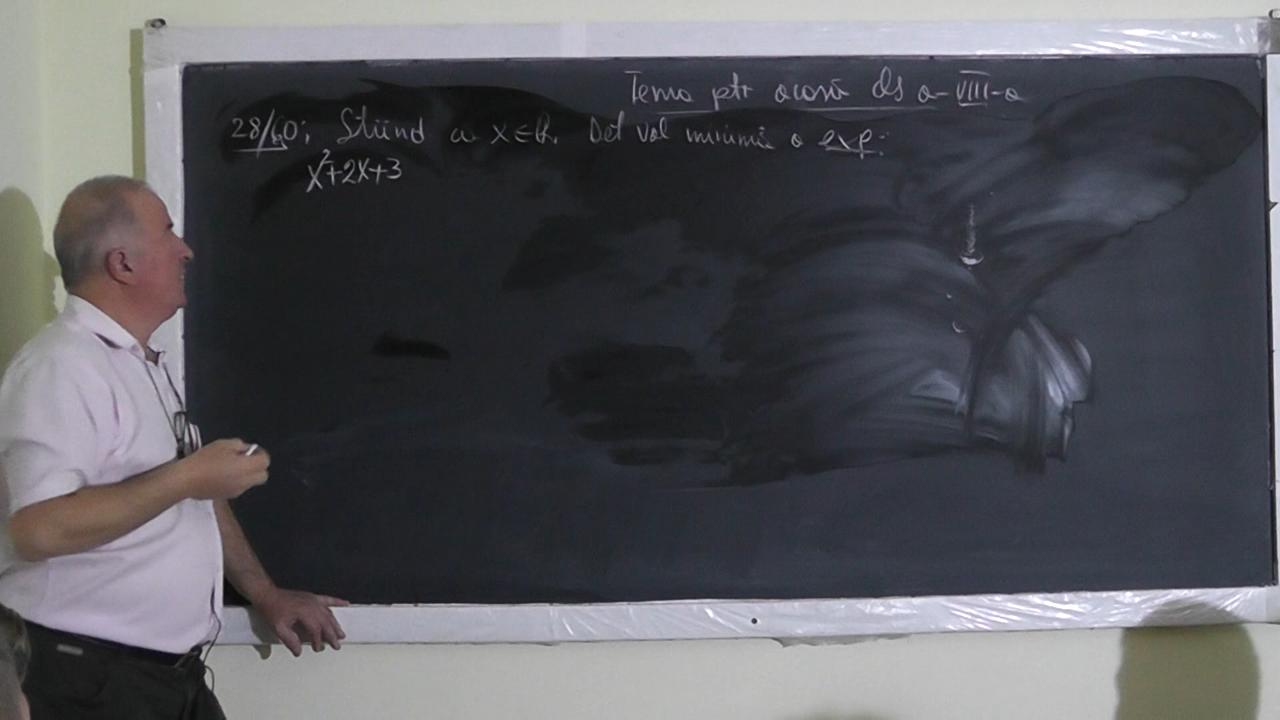 Tema ptr acasă cls a-VIII-a
28/60; Știind că x∈R. Det val minimă a exp:
x²+2x+3